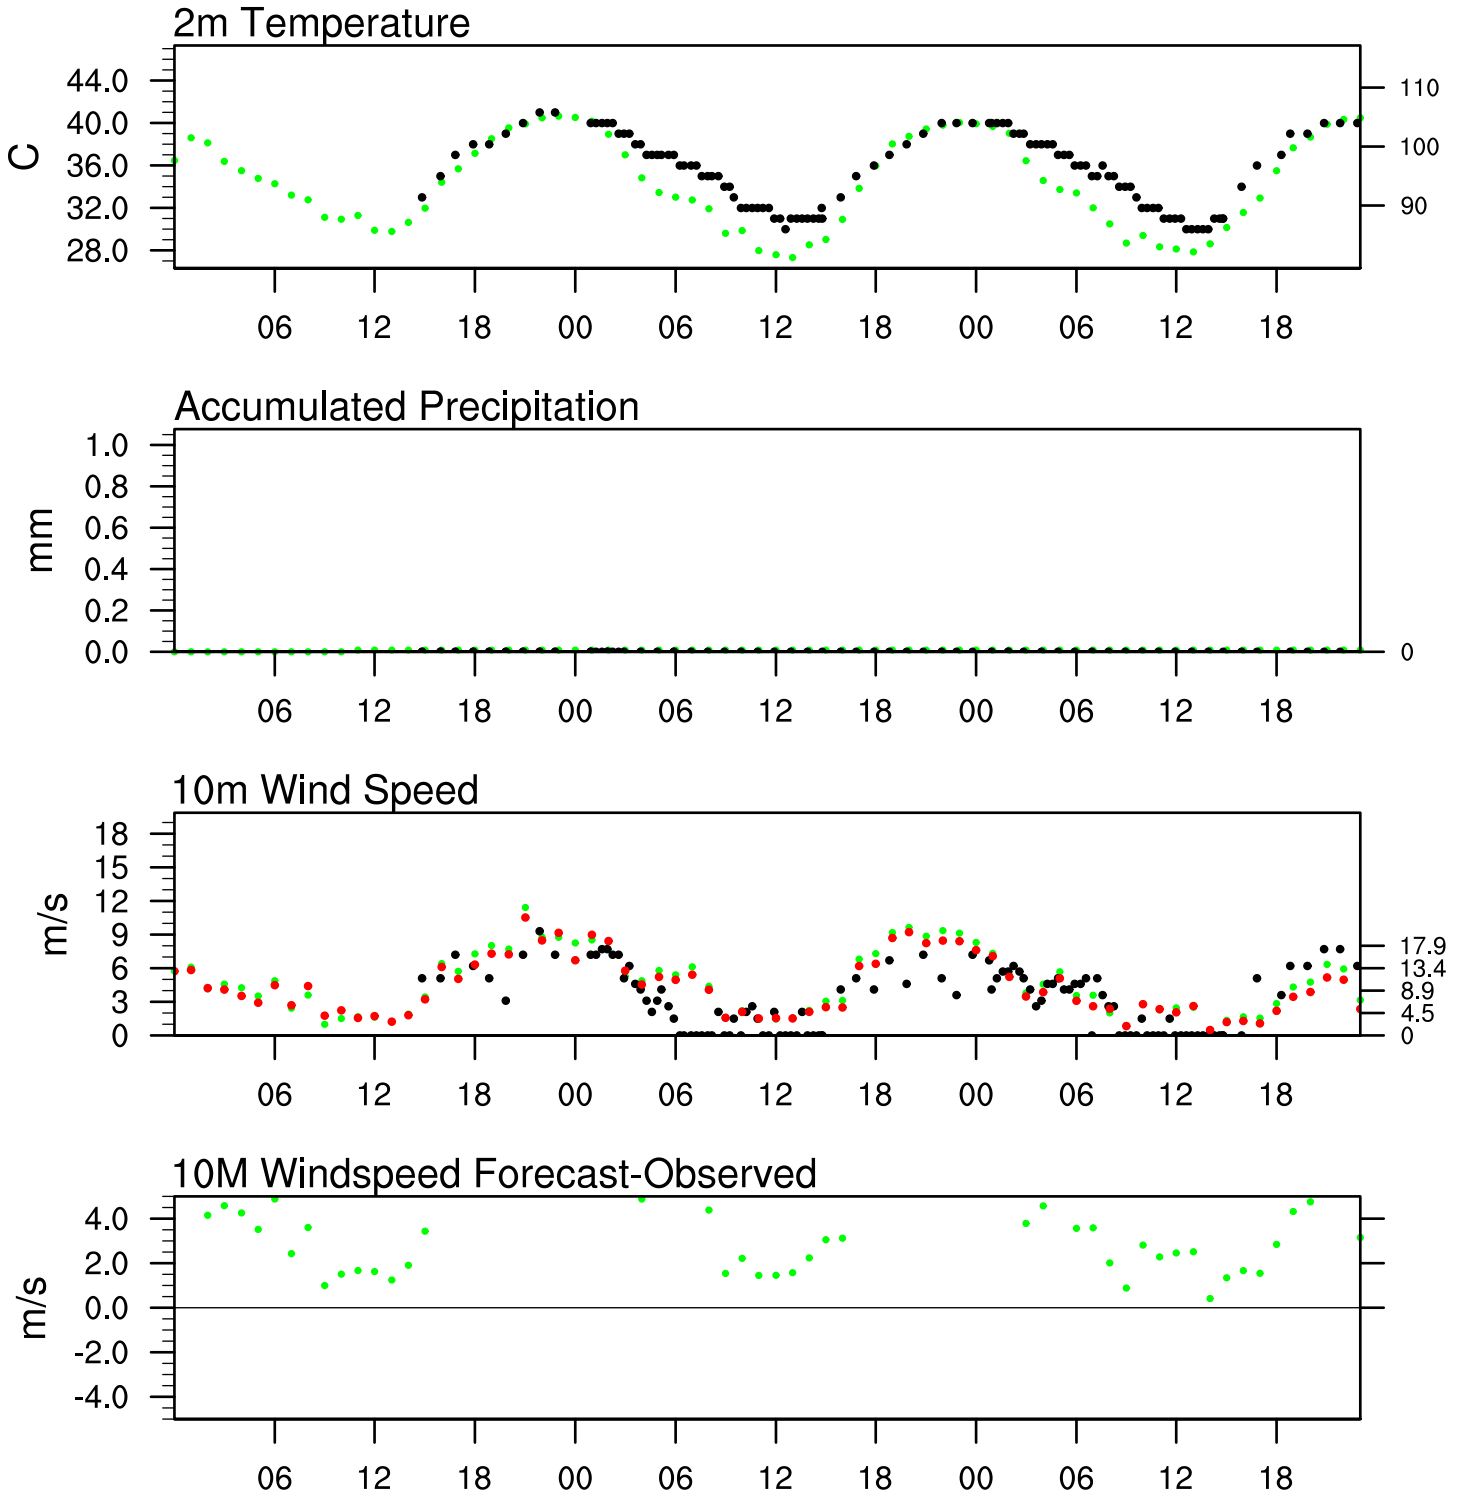 2m Temperature
44.0
40.0
36.0
32.0
28.0
C
110
100
90
06 12 18 00 06 12 18 00 06 12 18
Accumulated Precipitation
1.0
0.8
0.6
0.4
0.2
0.0
mm
0
06 12 18 00 06 12 18 00 06 12 18
10m Wind Speed
18
15
12
9
6
3
0
m/s
17.9
13.4
8.9
4.5
0
06 12 18 00 06 12 18 00 06 12 18
10M Windspeed Forecast-Observed
4.0
2.0
0.0
-2.0
-4.0
m/s
06 12 18 00 06 12 18 00 06 12 18